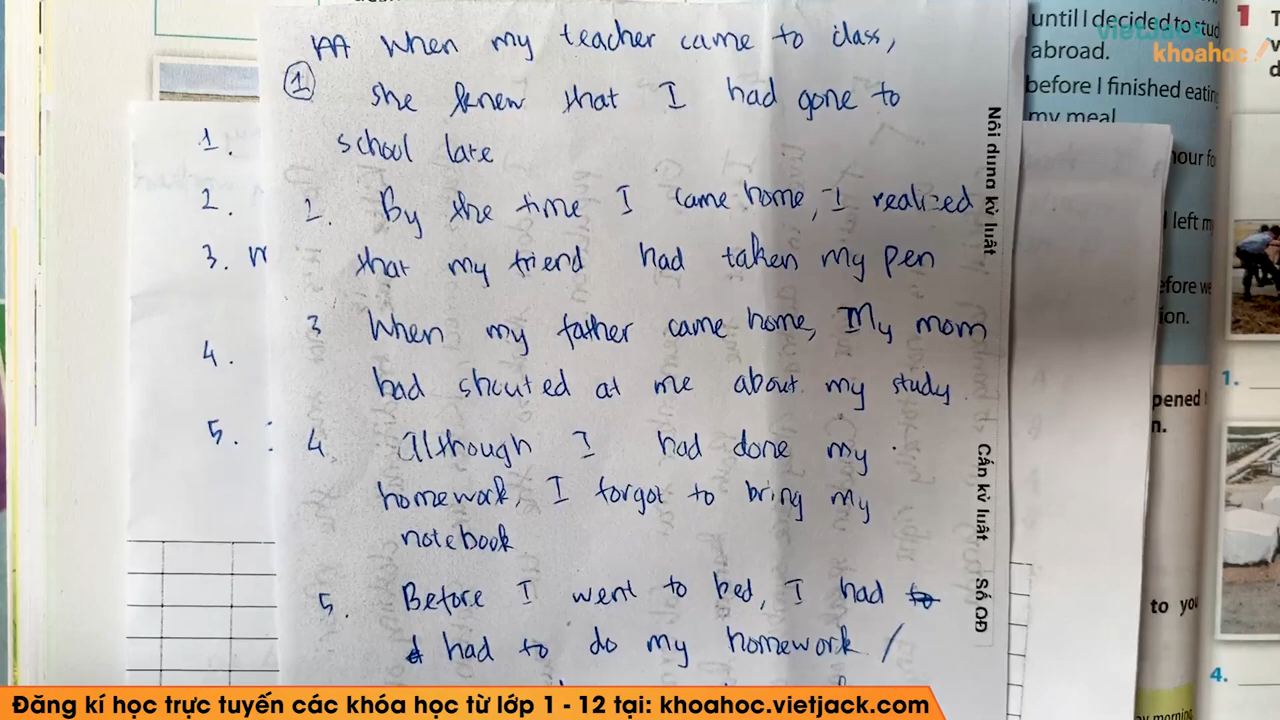 When my teacher came to class,
1 she knew that I had gone to
school late
2. By the time I came home, I realized
that my friend had taken my pen
3 When my father came home, My mom
had shouted at me about my study.
4 Although I had done my
homework, I forgot to bring my
notebook
5. Before I went to bed, I had to
had to do my homework /
1.
2.
3.
4.
5.
Nội dung kỷ luật
Cấn kỷ luật
Số QĐ
until I decided to stud
abroad.
before I finished eating
my meal
hour fo
I left m
efore we
ion.
pened
n.
to you
ay morning
1
1.
4.
vietjack
khoahoc!
Đăng kí học trực tuyến các khóa học từ lớp 1 - 12 tại: khoahoc.vietjack.com